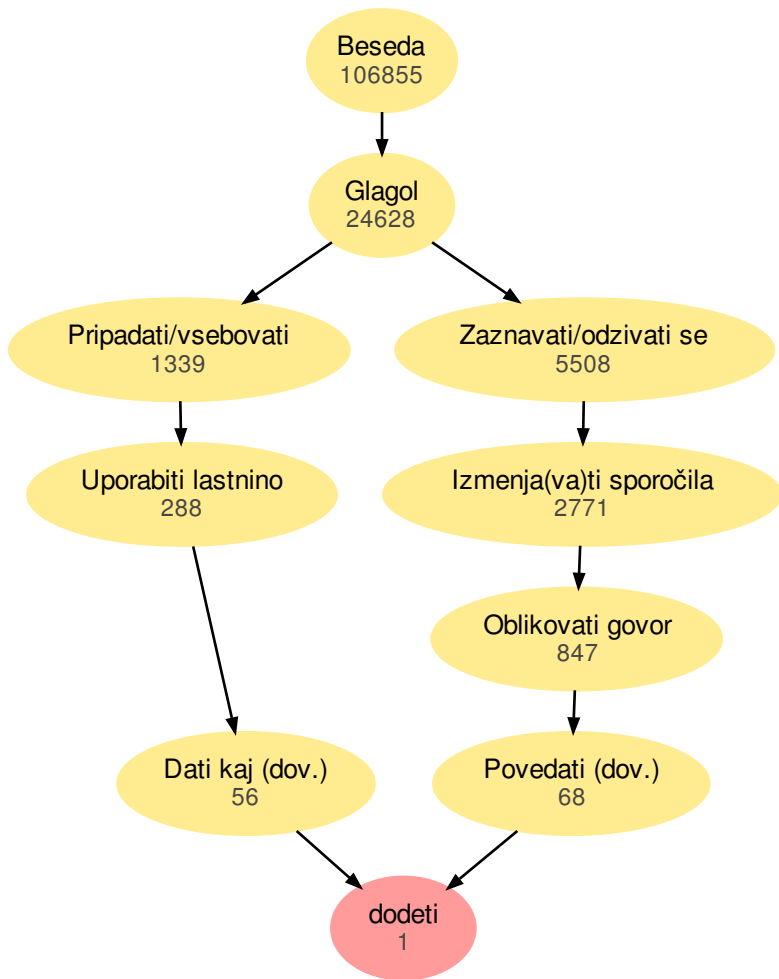 Beseda
106855
Glagol
24628
Pripadati/vsebovati
1339
Zaznavati/odzivati se
5508
Uporabiti lastnino
288
Izmenja(va)ti sporočila
2771
Oblikovati govor
847
Dati kaj (dov.)
56
Povedati (dov.)
68
dodeti
1